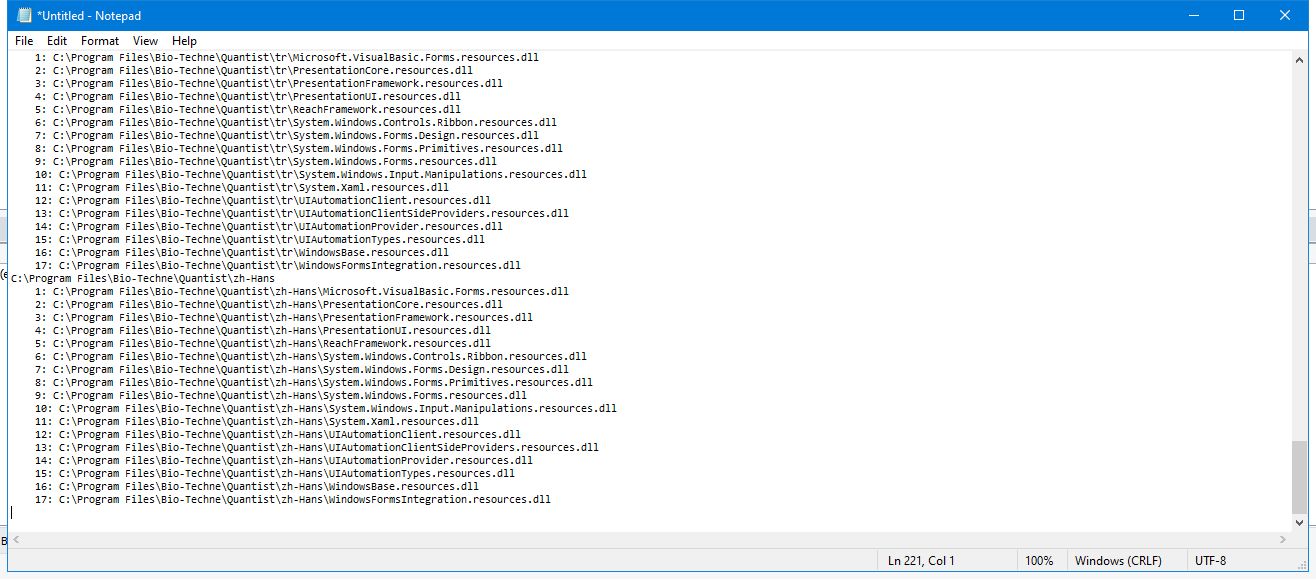 *Untitled - Notepad
File Edit Format View Help
1: C:\Program Files\Bio-Techne\Quantist\tr\Microsoft.VisualBasic.Forms.resources.dll
2: C:\Program Files\Bio-Techne\Quantist\tr\PresentationCore.resources.dll
3: C:\Program Files\Bio-Techne\Quantist\tr\PresentationFramework.resources.dll
4: C:\Program Files\Bio-Techne\Quantist\tr\PresentationUI.resources.dll
5: C:\Program Files\Bio-Techne\Quantist\tr\ReachFramework.resources.dll
6: C:\Program Files\Bio-Techne\Quantist\tr\System.Windows.Controls.Ribbon.resources.dll
7: C:\Program Files\Bio-Techne\Quantist\tr\System.Windows.Forms.Design.resources.dll
8: C:\Program Files\Bio-Techne\Quantist\tr\System.Windows.Forms.Primitives.resources.dll
9: C:\Program Files\Bio-Techne\Quantist\tr\System.Windows.Forms.resources.dll
10: C:\Program Files\Bio-Techne\Quantist\tr\System.Windows.Input.Manipulations.resources.dll
11: C:\Program Files\Bio-Techne\Quantist\tr\System.Xaml.resources.dll
12: C:\Program Files\Bio-Techne\Quantist\tr\UIAutomationClient.resources.dll
13: C:\Program Files\Bio-Techne\Quantist\tr\UIAutomationClientSideProviders.resources.dll
14: C:\Program Files\Bio-Techne\Quantist\tr\UIAutomationProvider.resources.dll
15: C:\Program Files\Bio-Techne\Quantist\tr\UIAutomationTypes.resources.dll
16: C:\Program Files\Bio-Techne\Quantist\tr\WindowsBase.resources.dll
17: C:\Program Files\Bio-Techne\Quantist\tr\WindowsFormsIntegration.resources.dll
C:\Program Files\Bio-Techne\Quantist\zh-Hans
1: C:\Program Files\Bio-Techne\Quantist\zh-Hans\Microsoft.VisualBasic.Forms.resources.dll
2: C:\Program Files\Bio-Techne\Quantist\zh-Hans\PresentationCore.resources.dll
3: C:\Program Files\Bio-Techne\Quantist\zh-Hans\PresentationFramework.resources.dll
4: C:\Program Files\Bio-Techne\Quantist\zh-Hans\PresentationUI.resources.dll
5: C:\Program Files\Bio-Techne\Quantist\zh-Hans\ReachFramework.resources.dll
6: C:\Program Files\Bio-Techne\Quantist\zh-Hans\System.Windows.Controls.Ribbon.resources.dll
7: C:\Program Files\Bio-Techne\Quantist\zh-Hans\System.Windows.Forms.Design.resources.dll
8: C:\Program Files\Bio-Techne\Quantist\zh-Hans\System.Windows.Forms.Primitives.resources.dll
9: C:\Program Files\Bio-Techne\Quantist\zh-Hans\System.Windows.Forms.resources.dll
10: C:\Program Files\Bio-Techne\Quantist\zh-Hans\System.Windows.Input.Manipulations.resources.dll
11: C:\Program Files\Bio-Techne\Quantist\zh-Hans\System.Xaml.resources.dll
12: C:\Program Files\Bio-Techne\Quantist\zh-Hans\UIAutomationClient.resources.dll
13: C:\Program Files\Bio-Techne\Quantist\zh-Hans\UIAutomationClientSideProviders.resources.dll
14: C:\Program Files\Bio-Techne\Quantist\zh-Hans\UIAutomationProvider.resources.dll
15: C:\Program Files\Bio-Techne\Quantist\zh-Hans\UIAutomationTypes.resources.dll
16: C:\Program Files\Bio-Techne\Quantist\zh-Hans\WindowsBase.resources.dll
17: C:\Program Files\Bio-Techne\Quantist\zh-Hans\WindowsFormsIntegration.resources.dll
Ln 221, Col 1 100% Windows (CRLF) UTF-8